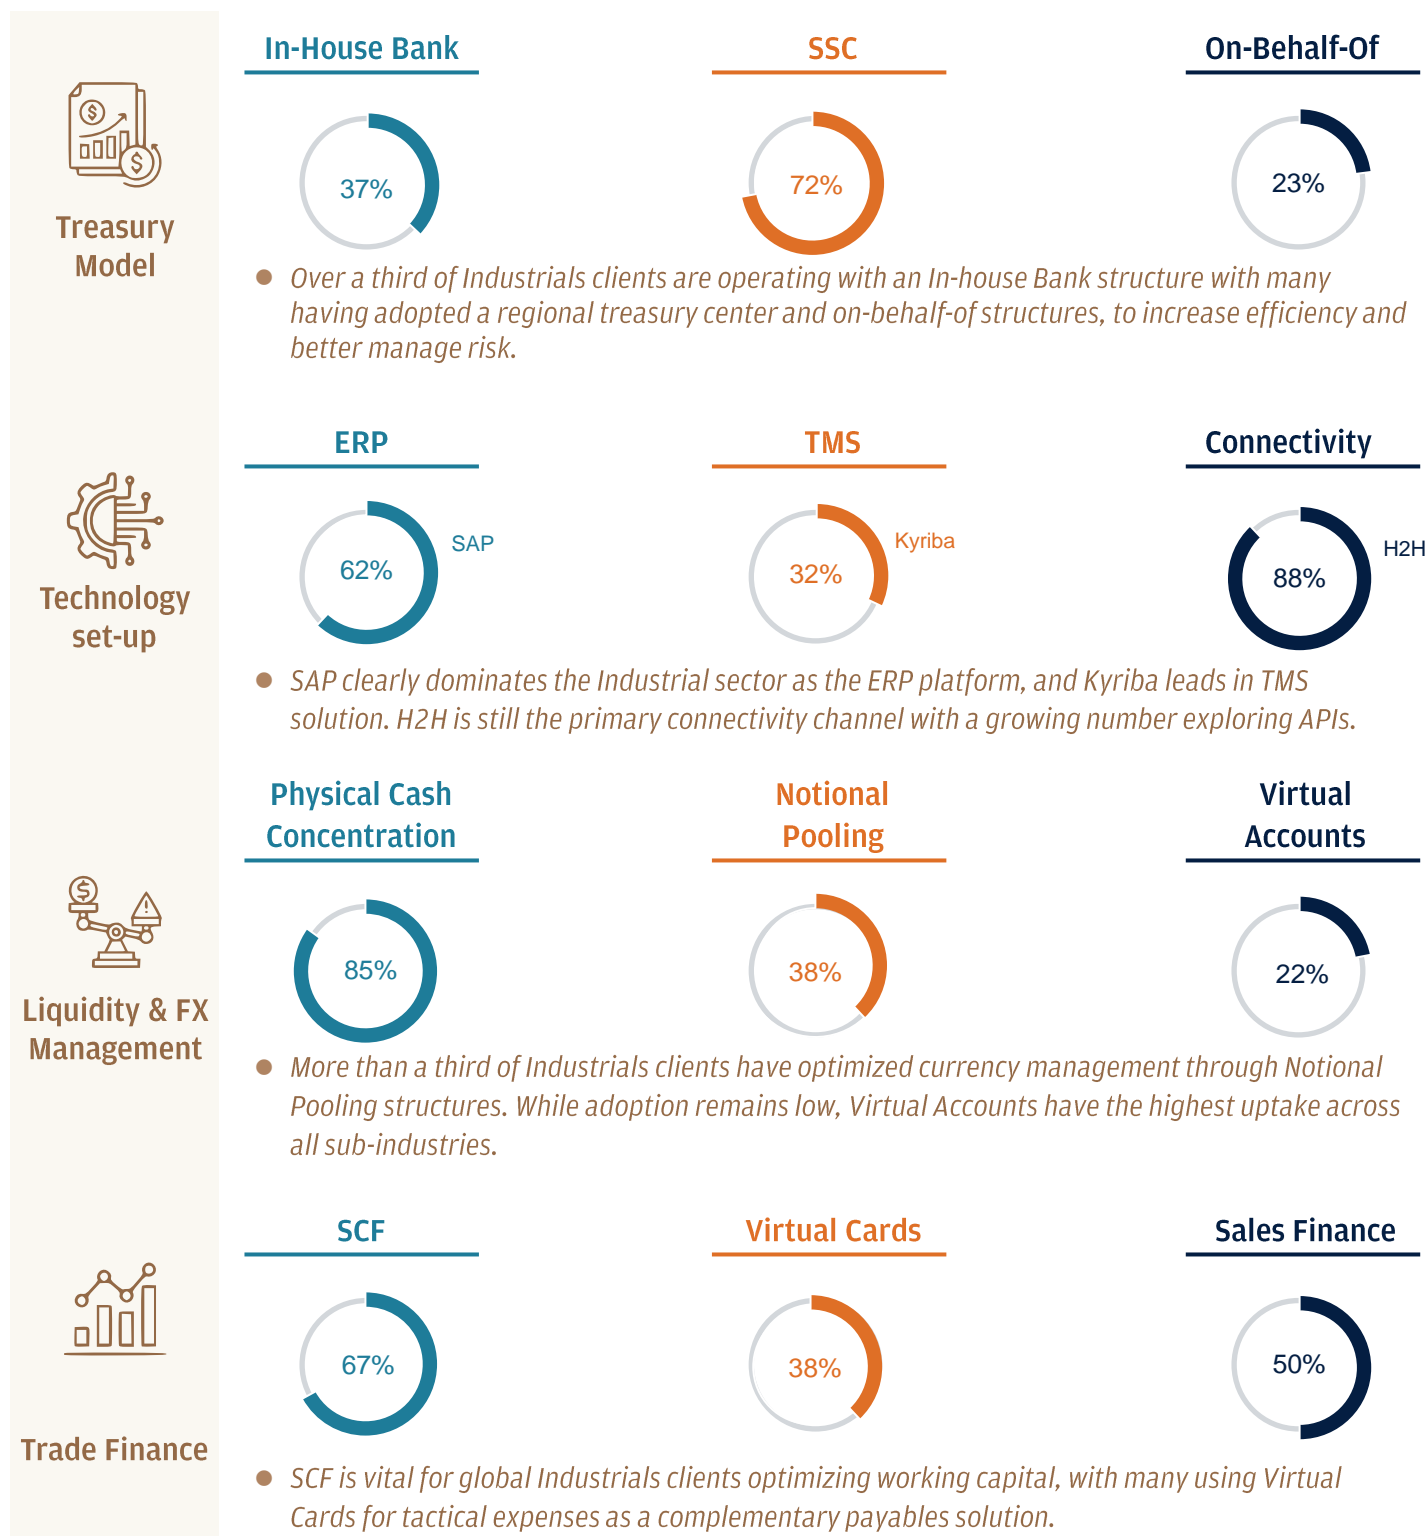 In-House Bank
SSC
On-Behalf-Of
37%
72%
23%
Treasury
Model
● Over a third of Industrials clients are operating with an In-house Bank structure with many
having adopted a regional treasury center and on-behalf-of structures, to increase efficiency and
better manage risk.
ERP
TMS
Connectivity
62%
SAP
32%
Kyriba
88%
H2H
Technology
set-up
● SAP clearly dominates the Industrial sector as the ERP platform, and Kyriba leads in TMS
solution. H2H is still the primary connectivity channel with a growing number exploring APIs.
Physical Cash
Concentration
Notional
Pooling
Virtual
Accounts
85%
38%
22%
Liquidity & FX
Management
● More than a third of Industrials clients have optimized currency management through Notional
Pooling structures. While adoption remains low, Virtual Accounts have the highest uptake across
all sub-industries.
SCF
Virtual Cards
Sales Finance
67%
38%
50%
Trade Finance
● SCF is vital for global Industrials clients optimizing working capital, with many using Virtual
Cards for tactical expenses as a complementary payables solution.